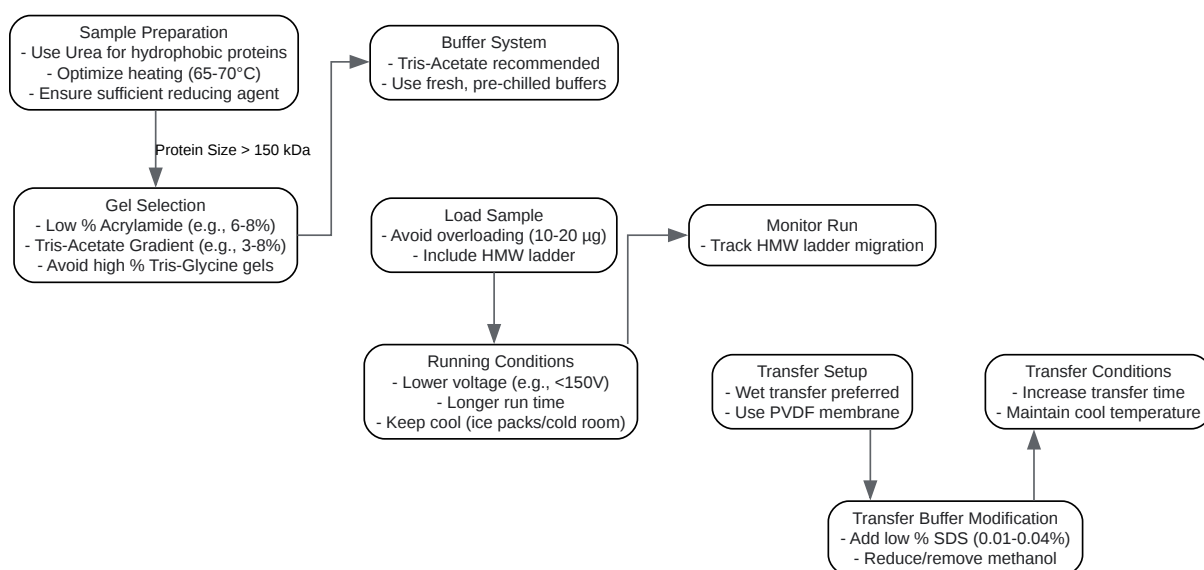 Sample Preparation
- Use Urea for hydrophobic proteins
- Optimize heating (65-70°C)
- Ensure sufficient reducing agent
Protein Size > 150 kDa
Gel Selection
- Low % Acrylamide (e.g., 6-8%)
- Tris-Acetate Gradient (e.g., 3-8%)
- Avoid high % Tris-Glycine gels
Buffer System
- Tris-Acetate recommended
- Use fresh, pre-chilled buffers
Load Sample
- Avoid overloading (10-20 µg)
- Include HMW ladder
Running Conditions
- Lower voltage (e.g., <150V)
- Longer run time
- Keep cool (ice packs/cold room)
Monitor Run
- Track HMW ladder migration
Transfer Setup
- Wet transfer preferred
- Use PVDF membrane
Transfer Buffer Modification
- Add low % SDS (0.01-0.04%)
- Reduce/remove methanol
Transfer Conditions
- Increase transfer time
- Maintain cool temperature